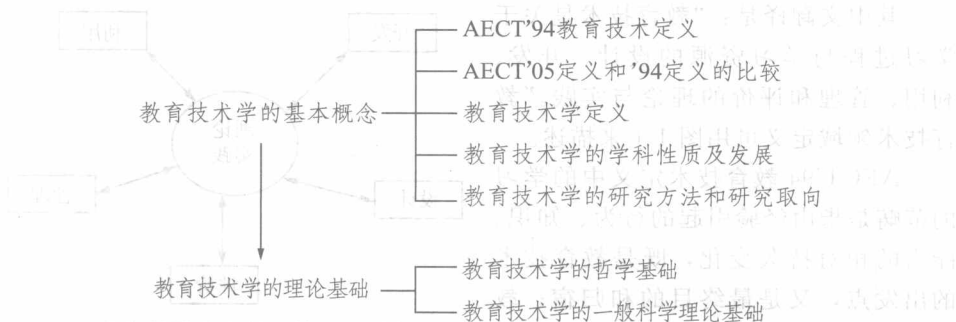 AECT'94教育技术定义
AECT'05定义和'94定义的比较
教育技术学的基本概念
教育技术学定义
教育技术学的学科性质及发展
教育技术学的研究方法和研究取向
教育技术学的理论基础
教育技术学的哲学基础
教育技术学的一般科学理论基础